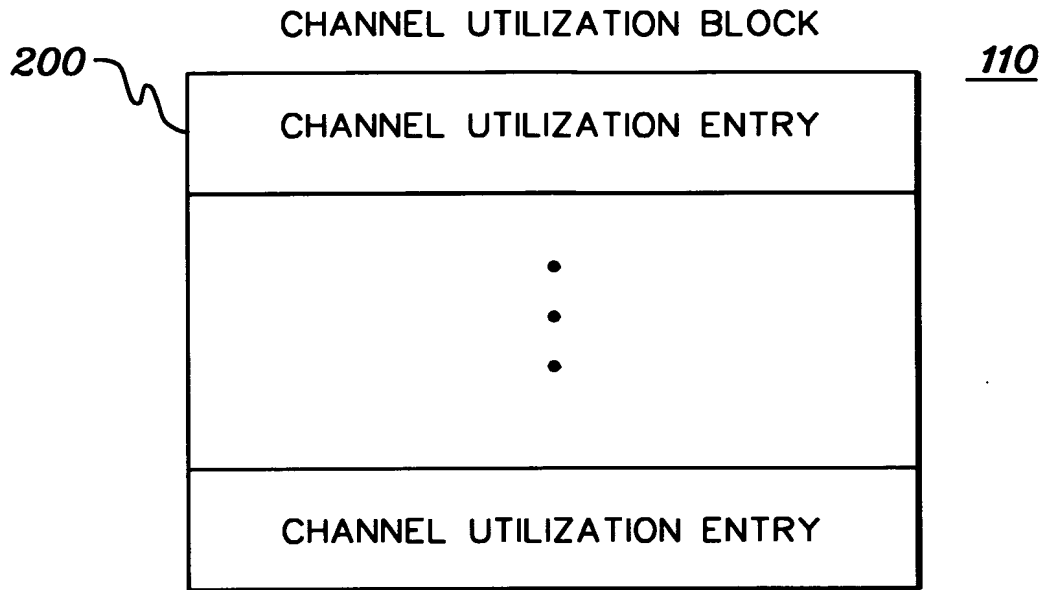 CHANNEL UTILIZATION BLOCK
200
110
CHANNEL UTILIZATION ENTRY
CHANNEL UTILIZATION ENTRY